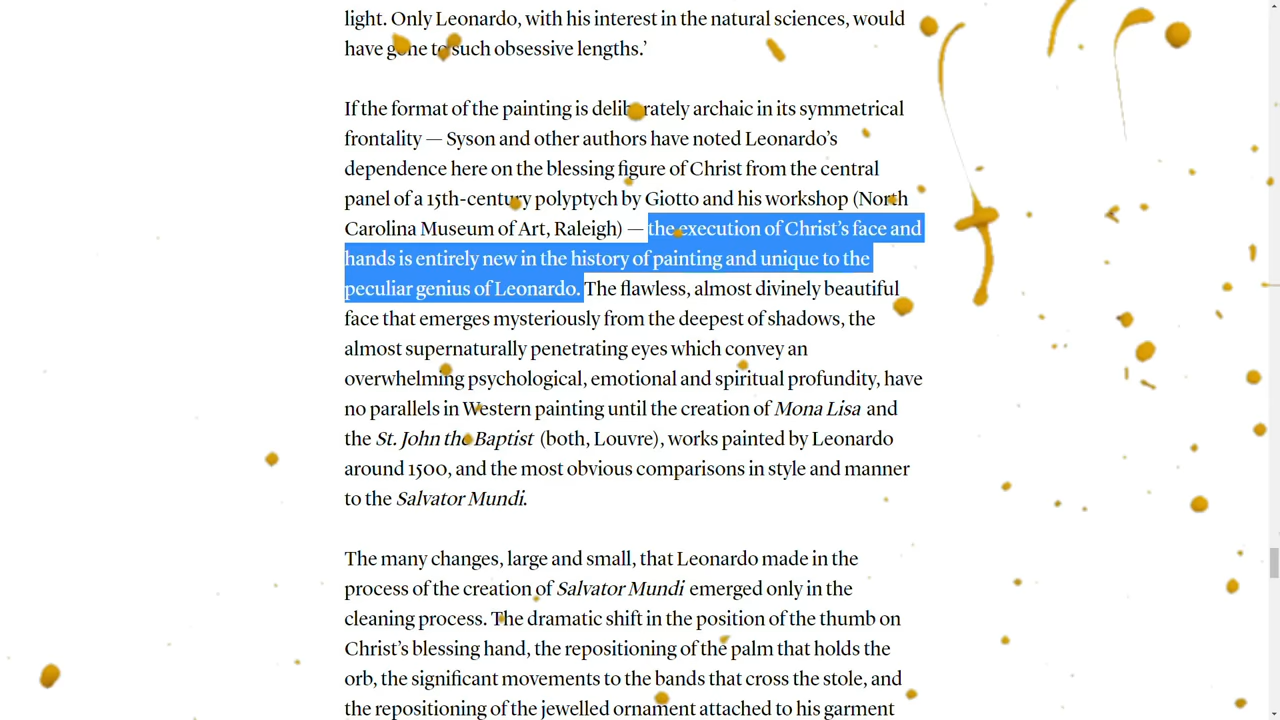 light. Only Leonardo, with his interest in the natural sciences, would
have gone to such obsessive lengths.’
If the format of the painting is deliberately archaic in its symmetrical
frontality — Syson and other authors have noted Leonardo’s
dependence here on the blessing figure of Christ from the central
panel of a 15th-century polyptych by Giotto and his workshop (North
Carolina Museum of Art, Raleigh) — the execution of Christ’s face and
hands is entirely new in the history of painting and unique to the
peculiar genius of Leonardo. The flawless, almost divinely beautiful
face that emerges mysteriously from the deepest of shadows, the
almost supernaturally penetrating eyes which convey an
overwhelming psychological, emotional and spiritual profundity, have
no parallels in Western painting until the creation of Mona Lisa and
the St. John the Baptist (both, Louvre), works painted by Leonardo
around 1500, and the most obvious comparisons in style and manner
to the Salvator Mundi.
The many changes, large and small, that Leonardo made in the
process of the creation of Salvator Mundi emerged only in the
cleaning process. The dramatic shift in the position of the thumb on
Christ’s blessing hand, the repositioning of the palm that holds the
orb, the significant movements to the bands that cross the stole, and
the repositioning of the jewelled ornament attached to his garment